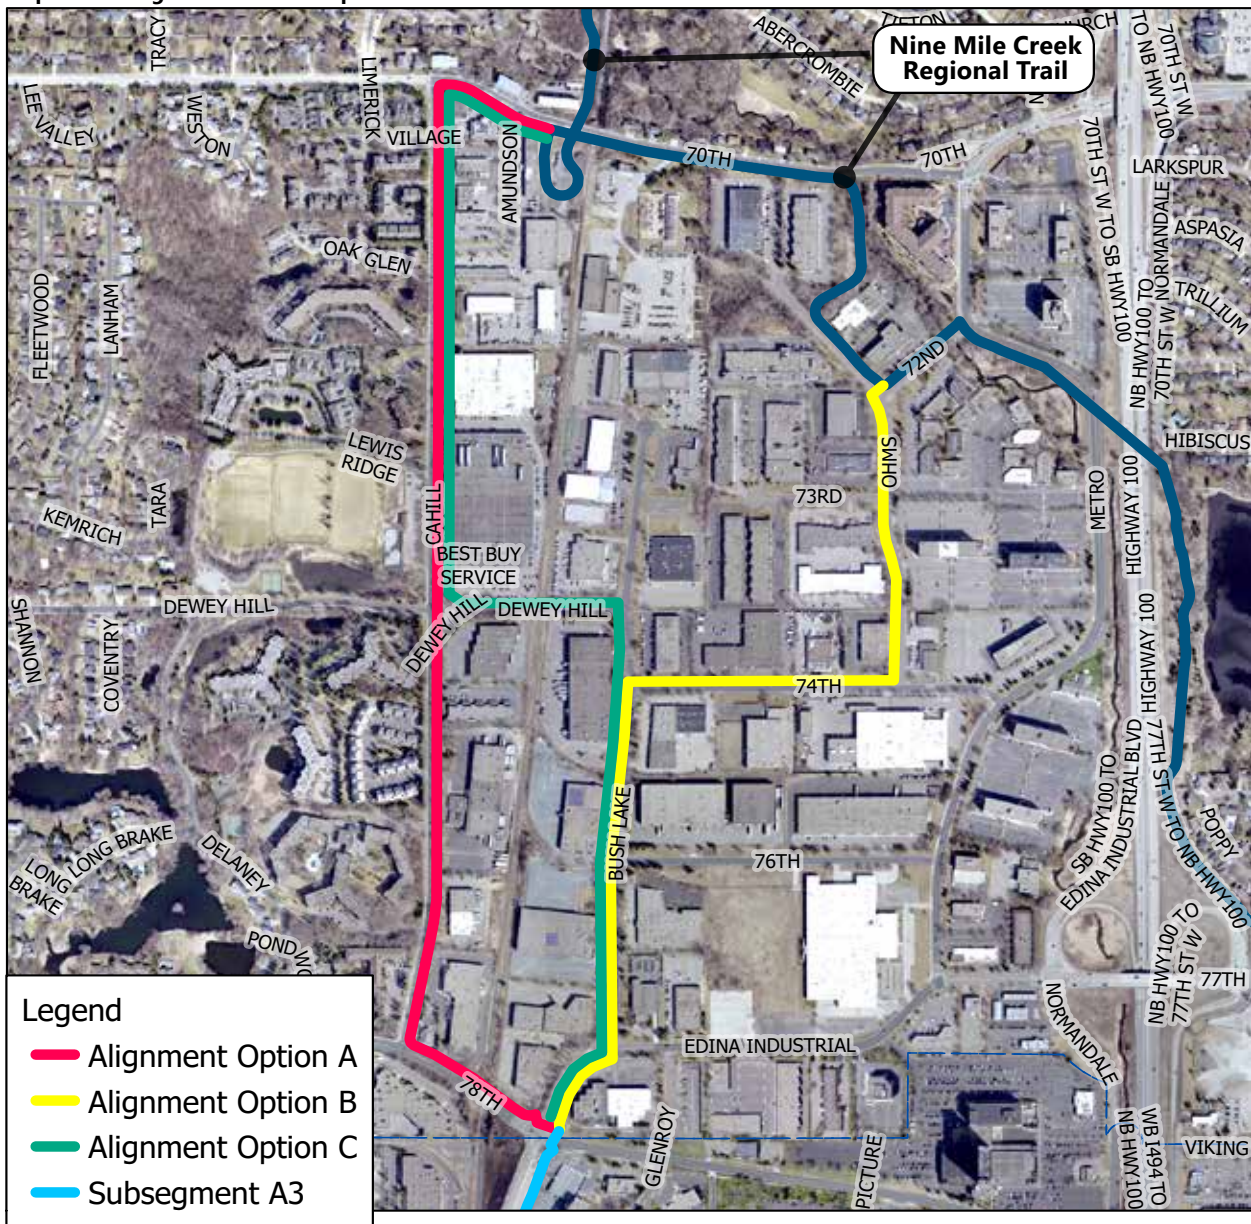 TRACY
LIMERICK
ABERCROMBIE
TIFTON
CHURCH
Nine Mile Creek
Regional Trail
TO NB HWY100
70TH ST W
LEE VALLEY
WESTON
VILLAGE
AMUNDSON
70TH
70TH
70TH ST W TO SB HWY100
LARKSPUR
NB HWY100 TO
70TH ST W
NORMANDALE
ASPASIA
TRILLIUM
OAK GLEN
FLEETWOOD
LANHAM
72ND
HIBISCUS
LEWIS
RIDGE
OHMS
TARA
KEMRICH
CAHILL
73RD
METRO
HIGHWAY 100
BEST BUY
SERVICE
DEWEY HILL
DEWEY HILL
DEWEY HILL
SHANNON
COVENTRY
HIGHWAY 100
74TH
77TH ST W TO NB HWY100
SB HWY100 TO
EDINA INDUSTRIAL BLVD
BUSH LAKE
POPPY
LONG BRAKE
LONG
BRAKE
DELANEY
76TH
NB HWY100 TO
77TH ST W
77TH
NORMANDALE
EDINA INDUSTRIAL
78TH
GLENROY
PICTURE
NB HWY100
WB I494 TO
VIKING
Legend
Alignment Option A
Alignment Option B
Alignment Option C
Subsegment A3